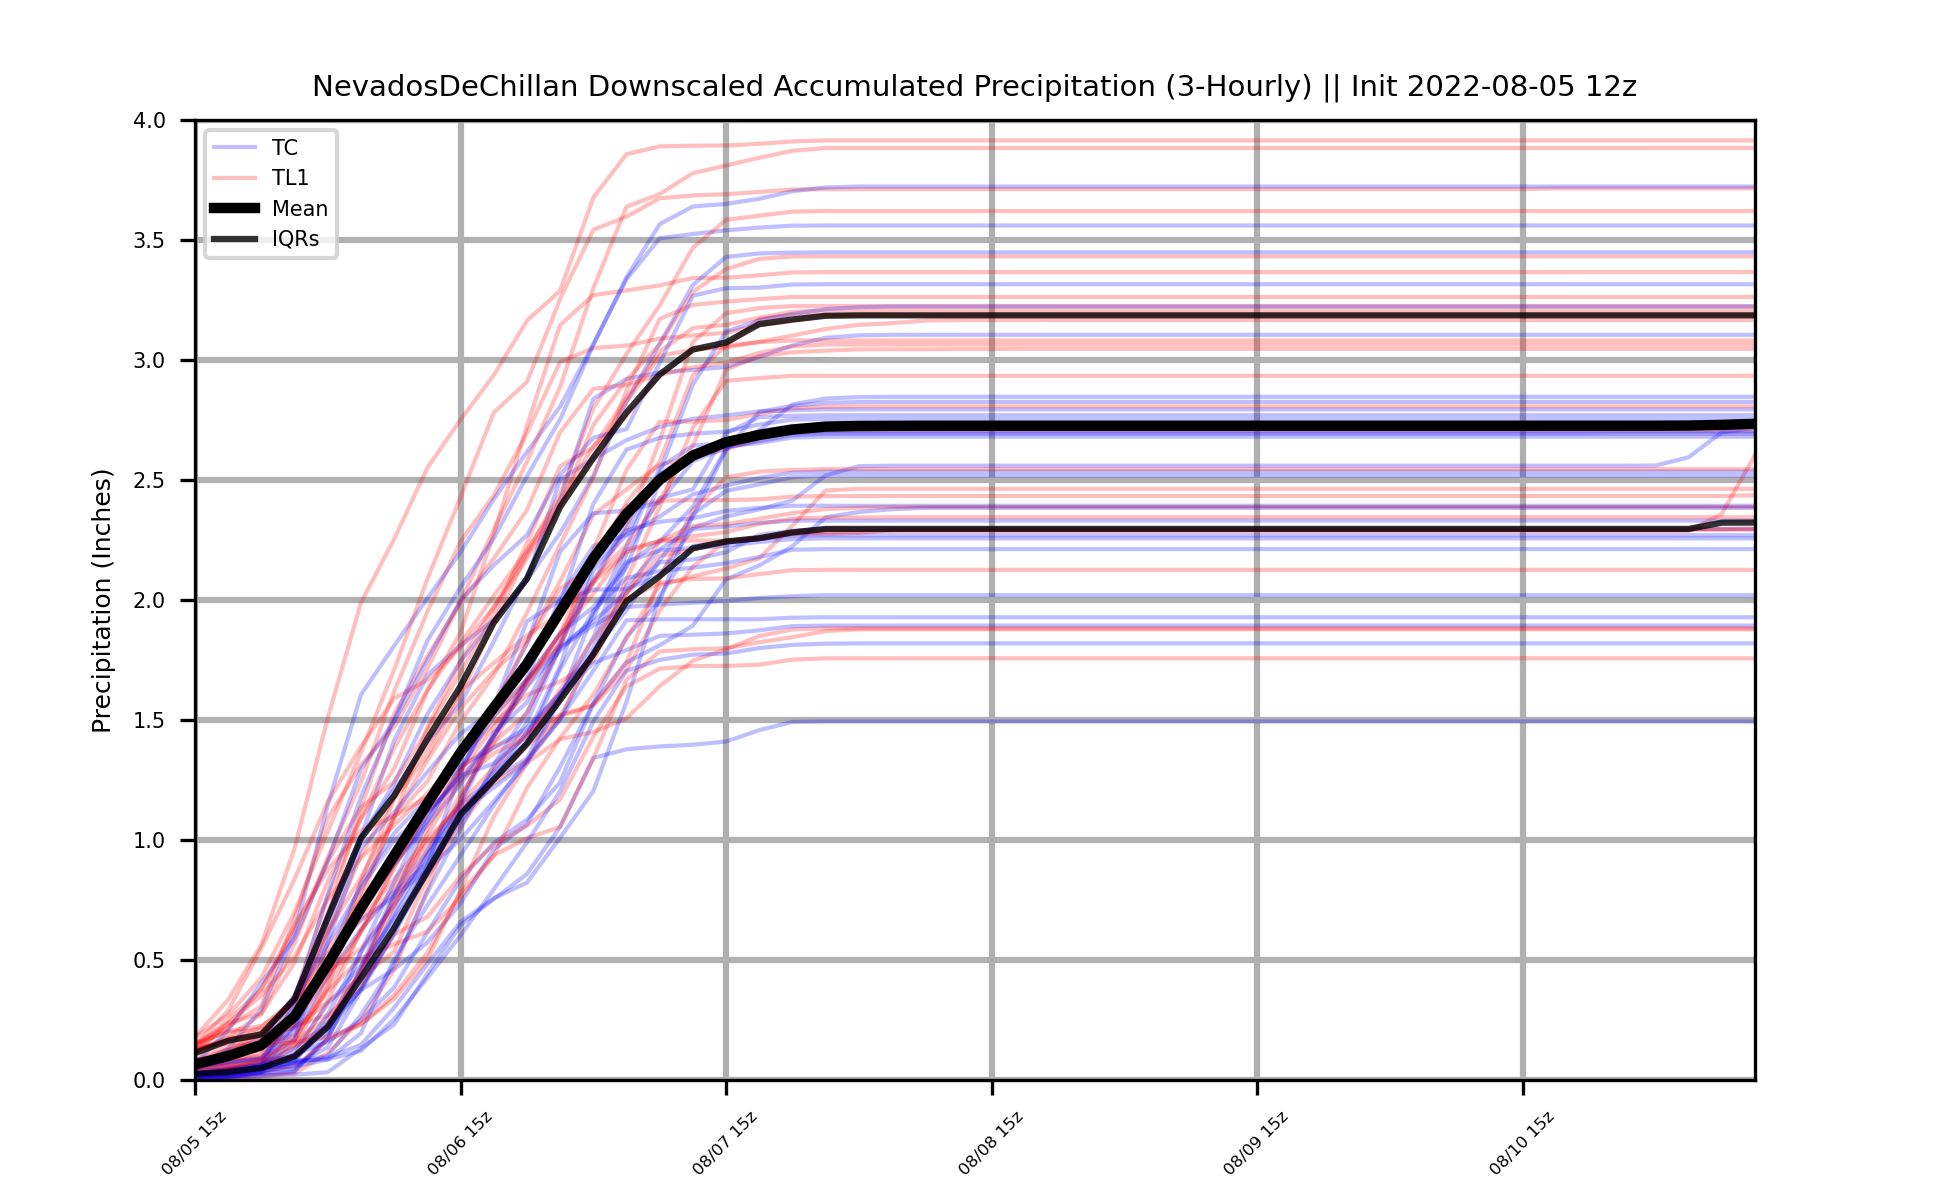 NevadosDeChillan Downscaled Accumulated Precipitation (3-Hourly) || Init 2022-08-05 12z
TC
TL1
Mean
IQRs
Precipitation (Inches)
4.0
3.5
3.0
2.5
2.0
1.5
1.0
0.5
0.0
08/05 15z
08/06 15z
08/07 15z
08/08 15z
08/09 15z
08/10 15z